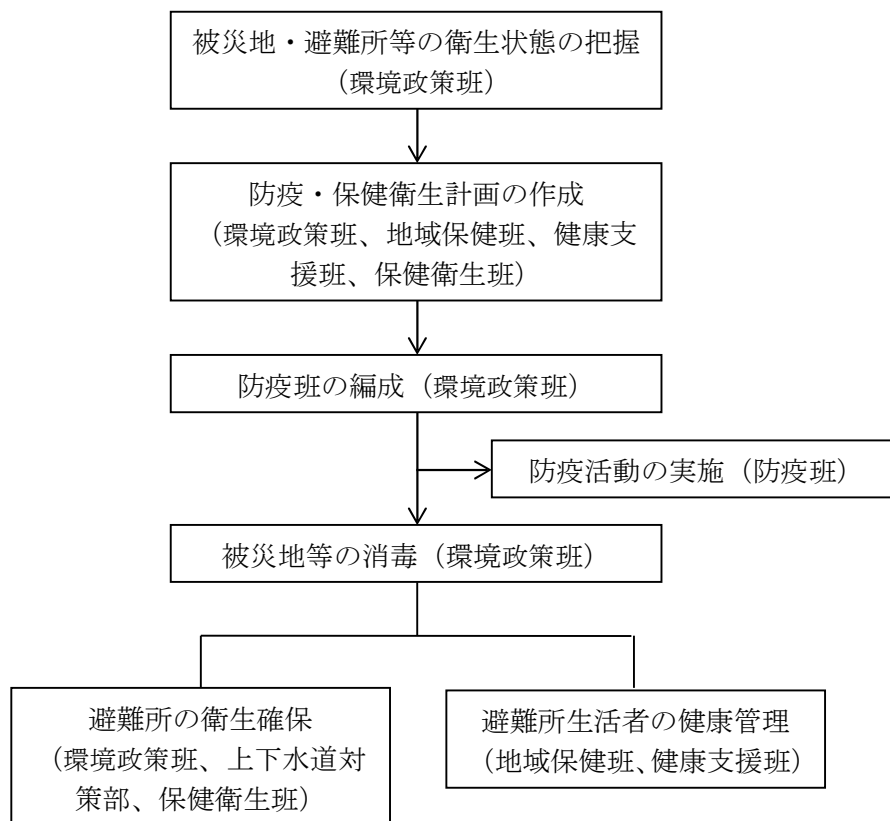 被災地・避難所等の衛生状態の把握
（環境政策班）
防疫・保健衛生計画の作成
（環境政策班、地域保健班、健康支
援班、保健衛生班）
防疫班の編成（環境政策班）
防疫活動の実施（防疫班）
被災地等の消毒（環境政策班）
避難所の衛生確保
（環境政策班、上下水道対
策部、保健衛生班）
避難所生活者の健康管理
（地域保健班、健康支援班）